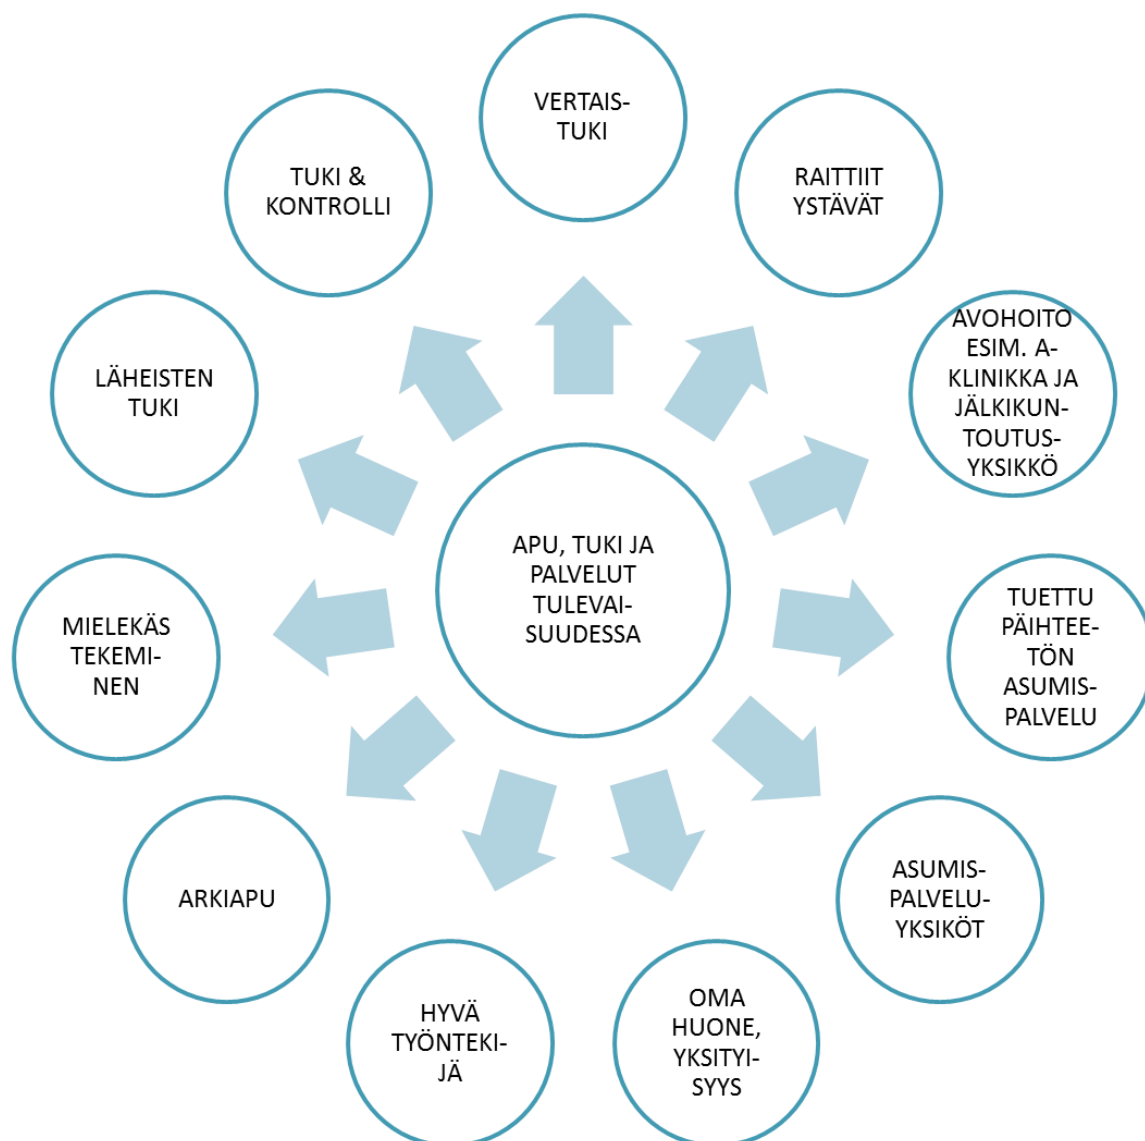 VERTAIS-
TUKI
RAITTIIT
YSTÄVÄT
AVOHOITO
ESIM. A-
KLINIKKA JA
JÄLKIKUN-
TOUTUS-
YKSIKKÖ
TUETTU
PÄIHTEE-
TÖN
ASUMIS-
PALVELU
ASUMIS-
PALVELU-
YKSIKÖT
OMA
HUONE,
YKSITYI-
SYYS
HYVÄ
TYÖNTEKI-
JÄ
ARKIAPU
MIELEKÄS
TEKEMI-
NEN
LÄHEISTEN
TUKI
TUKI &
KONTROLLI
APU, TUKI JA
PALVELUT
TULEVAI-
SUUDESSA